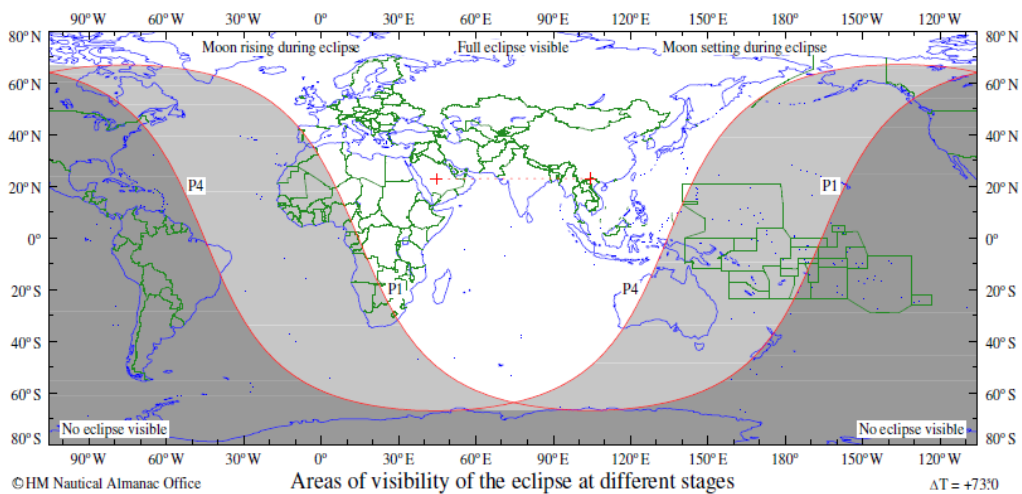 90° W 60° W 30° W 0° 30° E 60° E 90° E 120° E 150° E 180° 150° W 120° W
80° N Moon rising during eclipse Full eclipse visible Moon setting during eclipse 80° N
60° N 60° N
40° N 40° N
20° N P4 P1 20° N
0° 0°
20° S P1 P4 20° S
40° S 40° S
60° S 60° S
No eclipse visible No eclipse visible
80° S 80° S
90° W 60° W 30° W 0° 30° E 60° E 90° E 120° E 150° E 180° 150° W 120° W
©HM Nautical Almanac Office Areas of visibility of the eclipse at different stages ΔT = +73ˢ.0